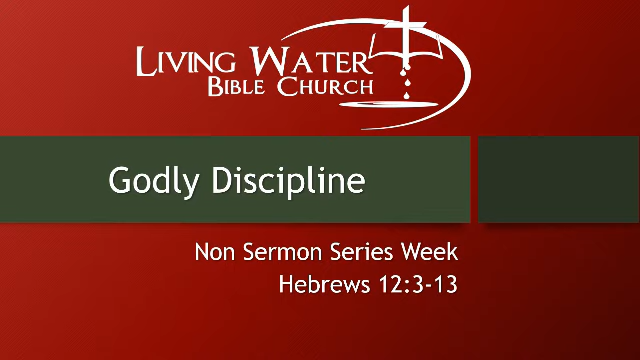 Living Water
Bible Church
Godly Discipline
Non Sermon Series Week
Hebrews 12:3-13